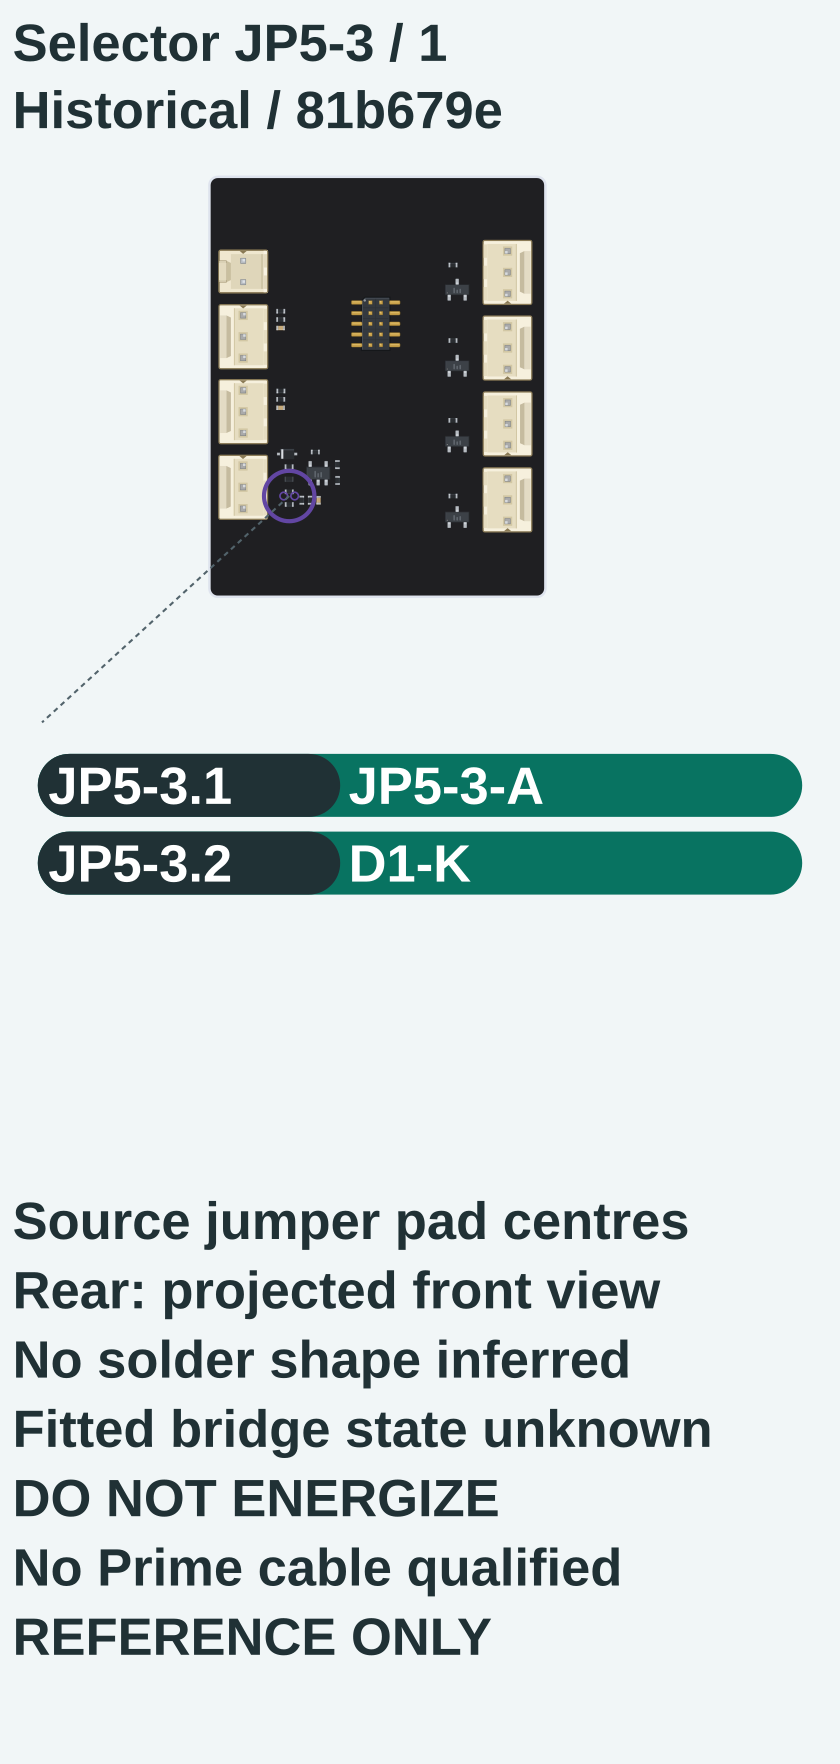 Selector JP5-3 / 1
Historical / 81b679e
JP5-3.1 JP5-3-A
JP5-3.2 D1-K
Source jumper pad centres
Rear: projected front view
No solder shape inferred
Fitted bridge state unknown
DO NOT ENERGIZE
No Prime cable qualified
REFERENCE ONLY